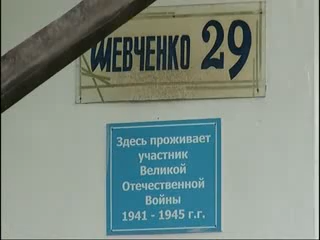 ШЕВЧЕНКО 29
Здесь проживает
участник
Великой
Отечественной
Войны
1941 - 1945 г.г.